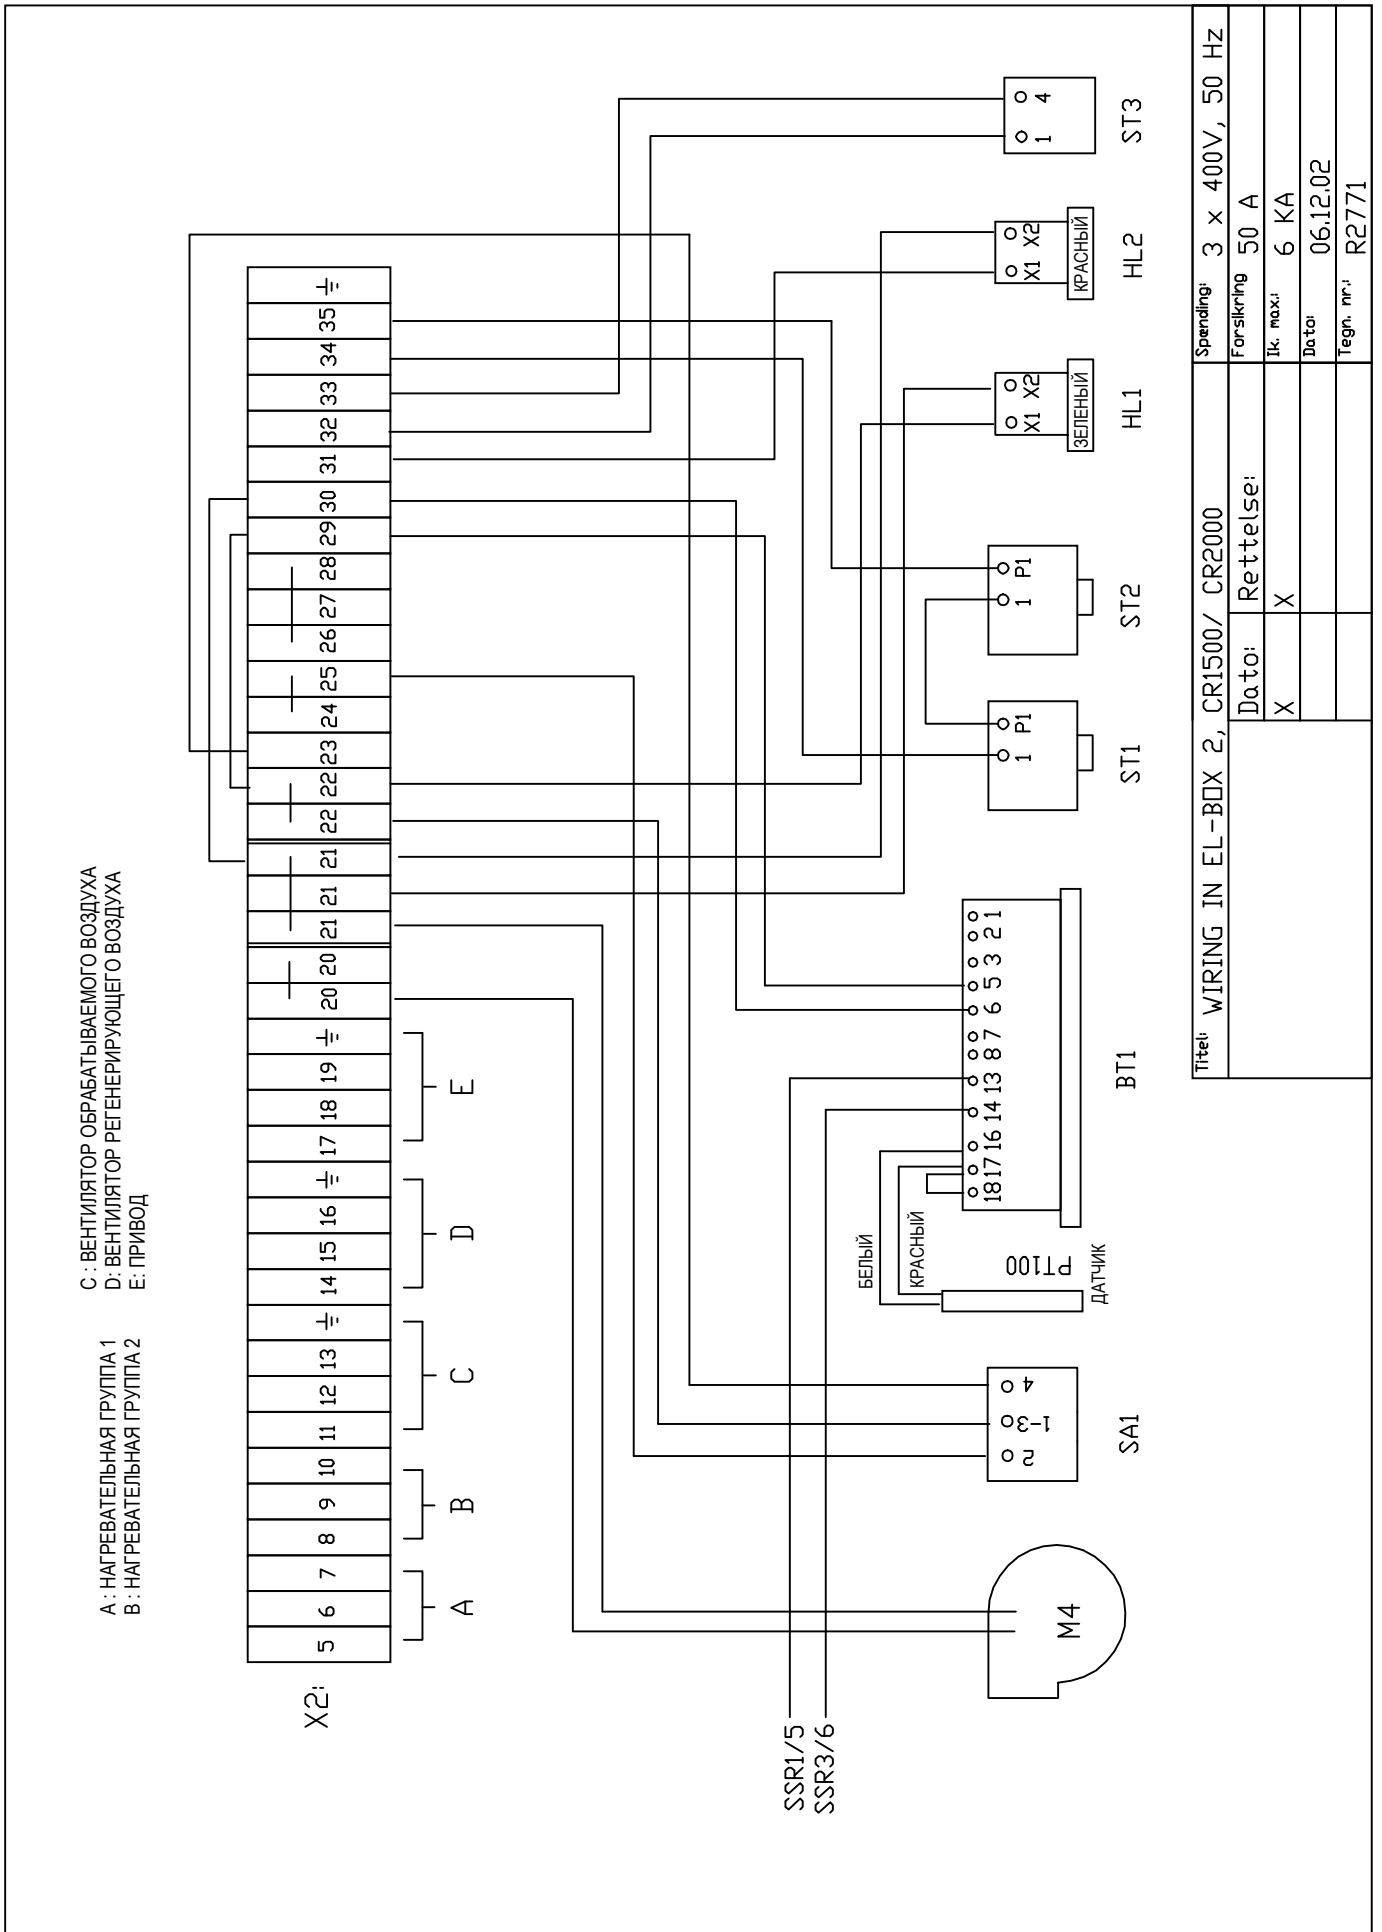 A : НАГРЕВАТЕЛЬНАЯ ГРУППА 1
B : НАГРЕВАТЕЛЬНАЯ ГРУППА 2
C : ВЕНТИЛЯТОР ОБРАБАТЫВАЕМОГО ВОЗДУХА
D: ВЕНТИЛЯТОР РЕГЕНЕРИРУЮЩЕГО ВОЗДУХА
E: ПРИВОД
X2:
5 6 7 8 9 10 11 12 13 14 15 16 17 18 19 20 20 21 21 21 22 22 23 24 25 26 27 28 29 30 31 32 33 34 35
A B C D E
SSR1/5
SSR3/6
M4
2 1-3 4
SA1
БЕЛЫЙ
КРАСНЫЙ
PT100
ДАТЧИК
18 17 16 14 13 8 7 6 5 3 2 1
BT1
1 P1
ST1
1 P1
ST2
X1 X2
ЗЕЛЕНЫЙ
HL1
X1 X2
КРАСНЫЙ
HL2
1 4
ST3
Titel: WIRING IN EL-BOX 2, CR1500/ CR2000
Dato: Rettelse:
X X
Spænding: 3 x 400V, 50 Hz
Forsikring 50 A
Ik. max.: 6 KA
Dato: 06.12.02
Tegn. nr.: R2771